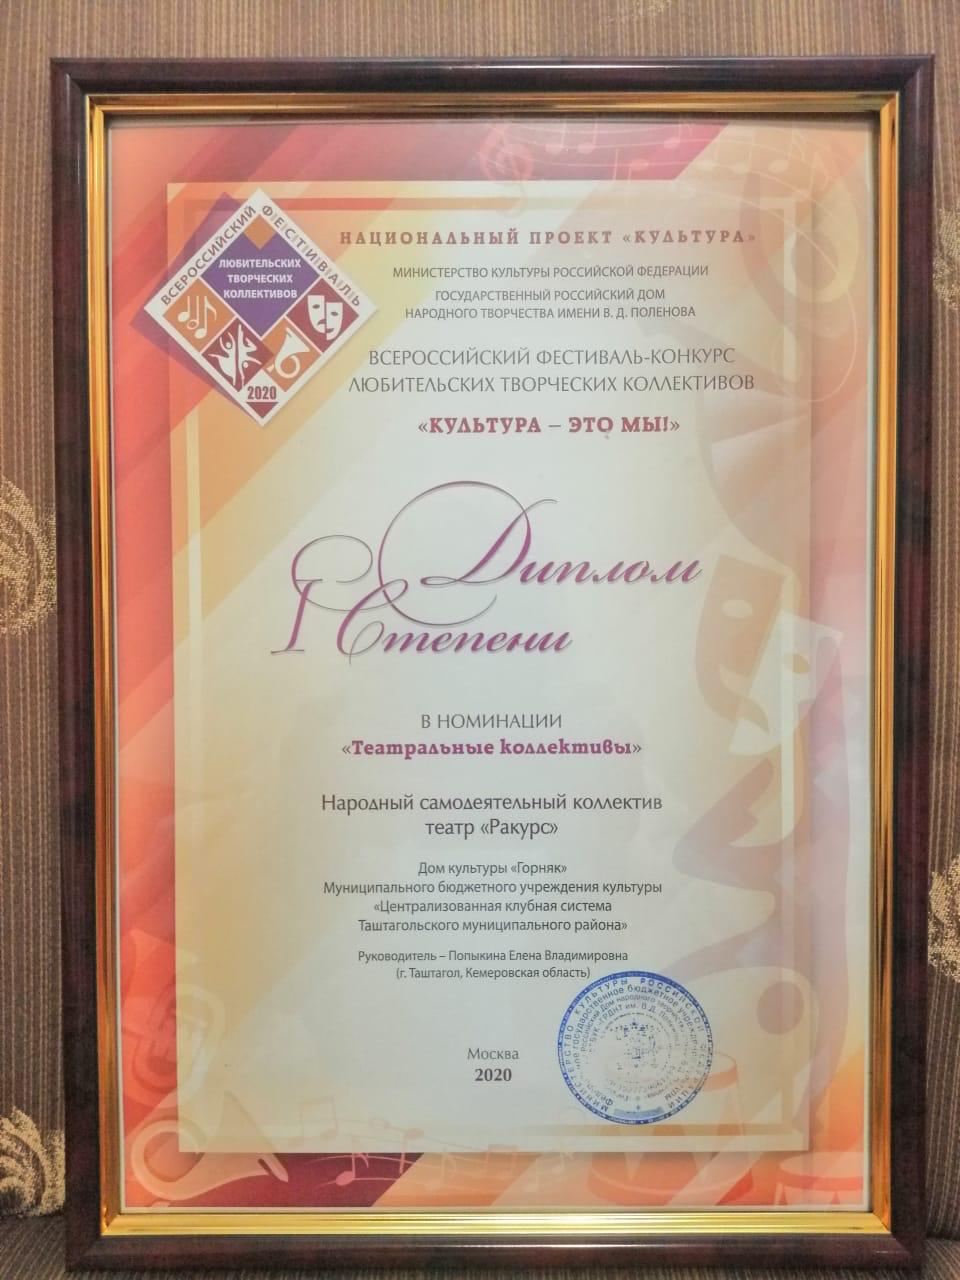 ВСЕРОССИЙСКИЙ ФЕСТИВАЛЬ
ЛЮБИТЕЛЬСКИХ
ТВОРЧЕСКИХ
КОЛЛЕКТИВОВ
2020
НАЦИОНАЛЬНЫЙ ПРОЕКТ «КУЛЬТУРА»
МИНИСТЕРСТВО КУЛЬТУРЫ РОССИЙСКОЙ ФЕДЕРАЦИИ
ГОСУДАРСТВЕННЫЙ РОССИЙСКИЙ ДОМ
НАРОДНОГО ТВОРЧЕСТВА ИМЕНИ В. Д. ПОЛЕНОВА
ВСЕРОССИЙСКИЙ ФЕСТИВАЛЬ-КОНКУРС
ЛЮБИТЕЛЬСКИХ ТВОРЧЕСКИХ КОЛЛЕКТИВОВ
«КУЛЬТУРА – ЭТО МЫ!»
Диплом
I Степени
В НОМИНАЦИИ
«Театральные коллективы»
Народный самодеятельный коллектив
театр «Ракурс»
Дом культуры «Горняк»
Муниципального бюджетного учреждения культуры
«Централизованная клубная система
Таштагольского муниципального района»
Руководитель – Попыкина Елена Владимировна
(г. Таштагол, Кемеровская область)
Москва
2020
МИНИСТЕРСТВО КУЛЬТУРЫ РОССИЙСКОЙ